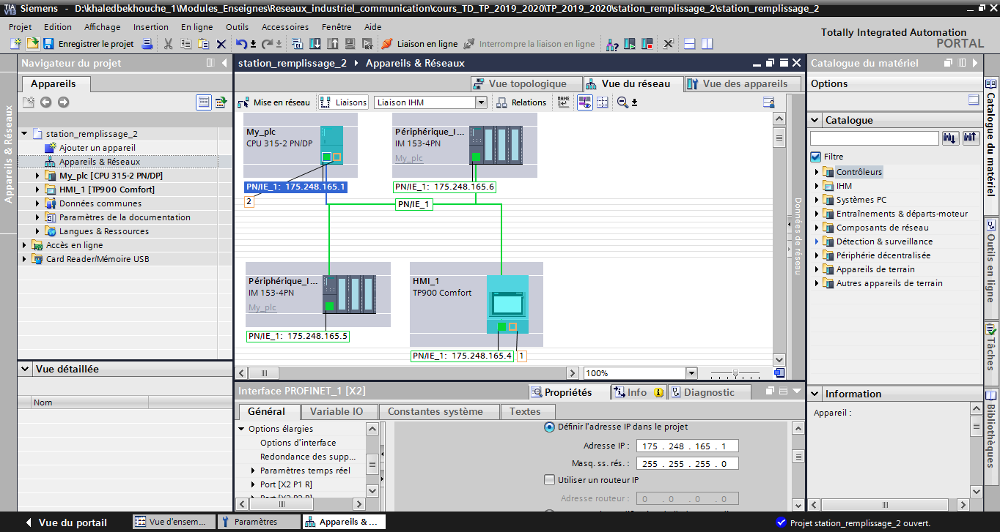 TIA V13
Siemens - D:\khaledbekhouche_1\Modules_Enseignes\Reseaux_industriel_communication\cours_TD_TP_2019_2020\TP_2019_2020\station_remplissage_2\station_remplissage_2
Projet Edition Affichage Insertion En ligne Outils Accessoires Fenêtre Aide
Totally Integrated Automation
PORTAL
Enregistrer le projet Liaison en ligne Interrompre la liaison en ligne
Navigateur du projet
Appareils
Appareils & Réseaux
station_remplissage_2
Ajouter un appareil
Appareils & Réseaux
My_plc [CPU 315-2 PN/DP]
HMI_1 [TP900 Comfort]
Données communes
Paramètres de la documentation
Langues & Ressources
Accès en ligne
Card Reader/Mémoire USB
Vue détaillée
Nom
station_remplissage_2 Appareils & Réseaux
Vue topologique Vue du réseau Vue des appareils
Mise en réseau Liaisons Liaison IHM Relations
NAME
My_plc
CPU 315-2 PN/DP
PN/IE_1: 175.248.165.1
2
Périphérique_I...
IM 153-4PN
My_plc
PN/IE_1: 175.248.165.6
PN/IE_1
Périphérique_I...
IM 153-4PN
My_plc
PN/IE_1: 175.248.165.5
HMI_1
TP900 Comfort
PN/IE_1: 175.248.165.4 1
Données de réseau
100%
Interface PROFINET_1 [X2]
Propriétés Info Diagnostic
Général Variable IO Constantes système Textes
Options élargies
Options d'interface
Redondance des supp...
Paramètres temps réel
Port [X2 P1 R]
Port [X2 P2 R]
Définir l'adresse IP dans le projet
Adresse IP : 175 . 248 . 165 . 1
Masq. ss. rés. : 255 . 255 . 255 . 0
Utiliser un routeur IP
Adresse routeur : 0 . 0 . 0 . 0
Catalogue du matériel
Options
Catalogue
Filtre
Contrôleurs
IHM
Systèmes PC
Entraînements & départs-moteur
Composants de réseau
Détection & surveillance
Périphérie décentralisée
Appareils de terrain
Autres appareils de terrain
Information
Appareil :
Catalogue du matériel
Outils en ligne
Tâches
Bibliothèques
Vue du portail Vue d'ensem... Paramètres Appareils & ...
Projet station_remplissage_2 ouvert.